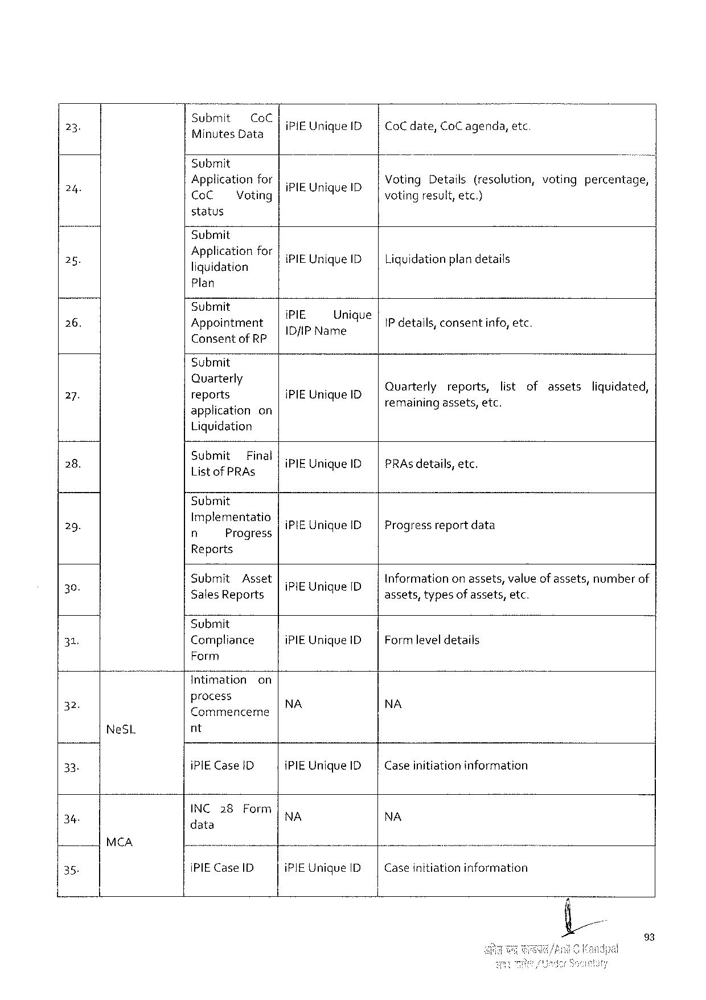 23.
Submit CoC
Minutes Data
iPIE Unique ID
CoC date, CoC agenda, etc.
24.
Submit
Application for
CoC Voting
status
iPIE Unique ID
Voting Details (resolution, voting percentage,
voting result, etc.)
25.
Submit
Application for
liquidation
Plan
iPIE Unique ID
Liquidation plan details
26.
Submit
Appointment
Consent of RP
iPIE Unique
ID/IP Name
IP details, consent info, etc.
27.
Submit
Quarterly
reports
application on
Liquidation
iPIE Unique ID
Quarterly reports, list of assets liquidated,
remaining assets, etc.
28.
Submit Final
List of PRAs
iPIE Unique ID
PRAs details, etc.
29.
Submit
Implementatio
n Progress
Reports
iPIE Unique ID
Progress report data
30.
Submit Asset
Sales Reports
iPIE Unique ID
Information on assets, value of assets, number of
assets, types of assets, etc.
31.
Submit
Compliance
Form
iPIE Unique ID
Form level details
32.
NeSL
Intimation on
process
Commenceme
nt
NA
NA
33.
iPIE Case ID
iPIE Unique ID
Case initiation information
34.
MCA
INC 28 Form
data
NA
NA
35.
iPIE Case ID
iPIE Unique ID
Case initiation information
93
/Anil C Kandpal
/Under Secretary